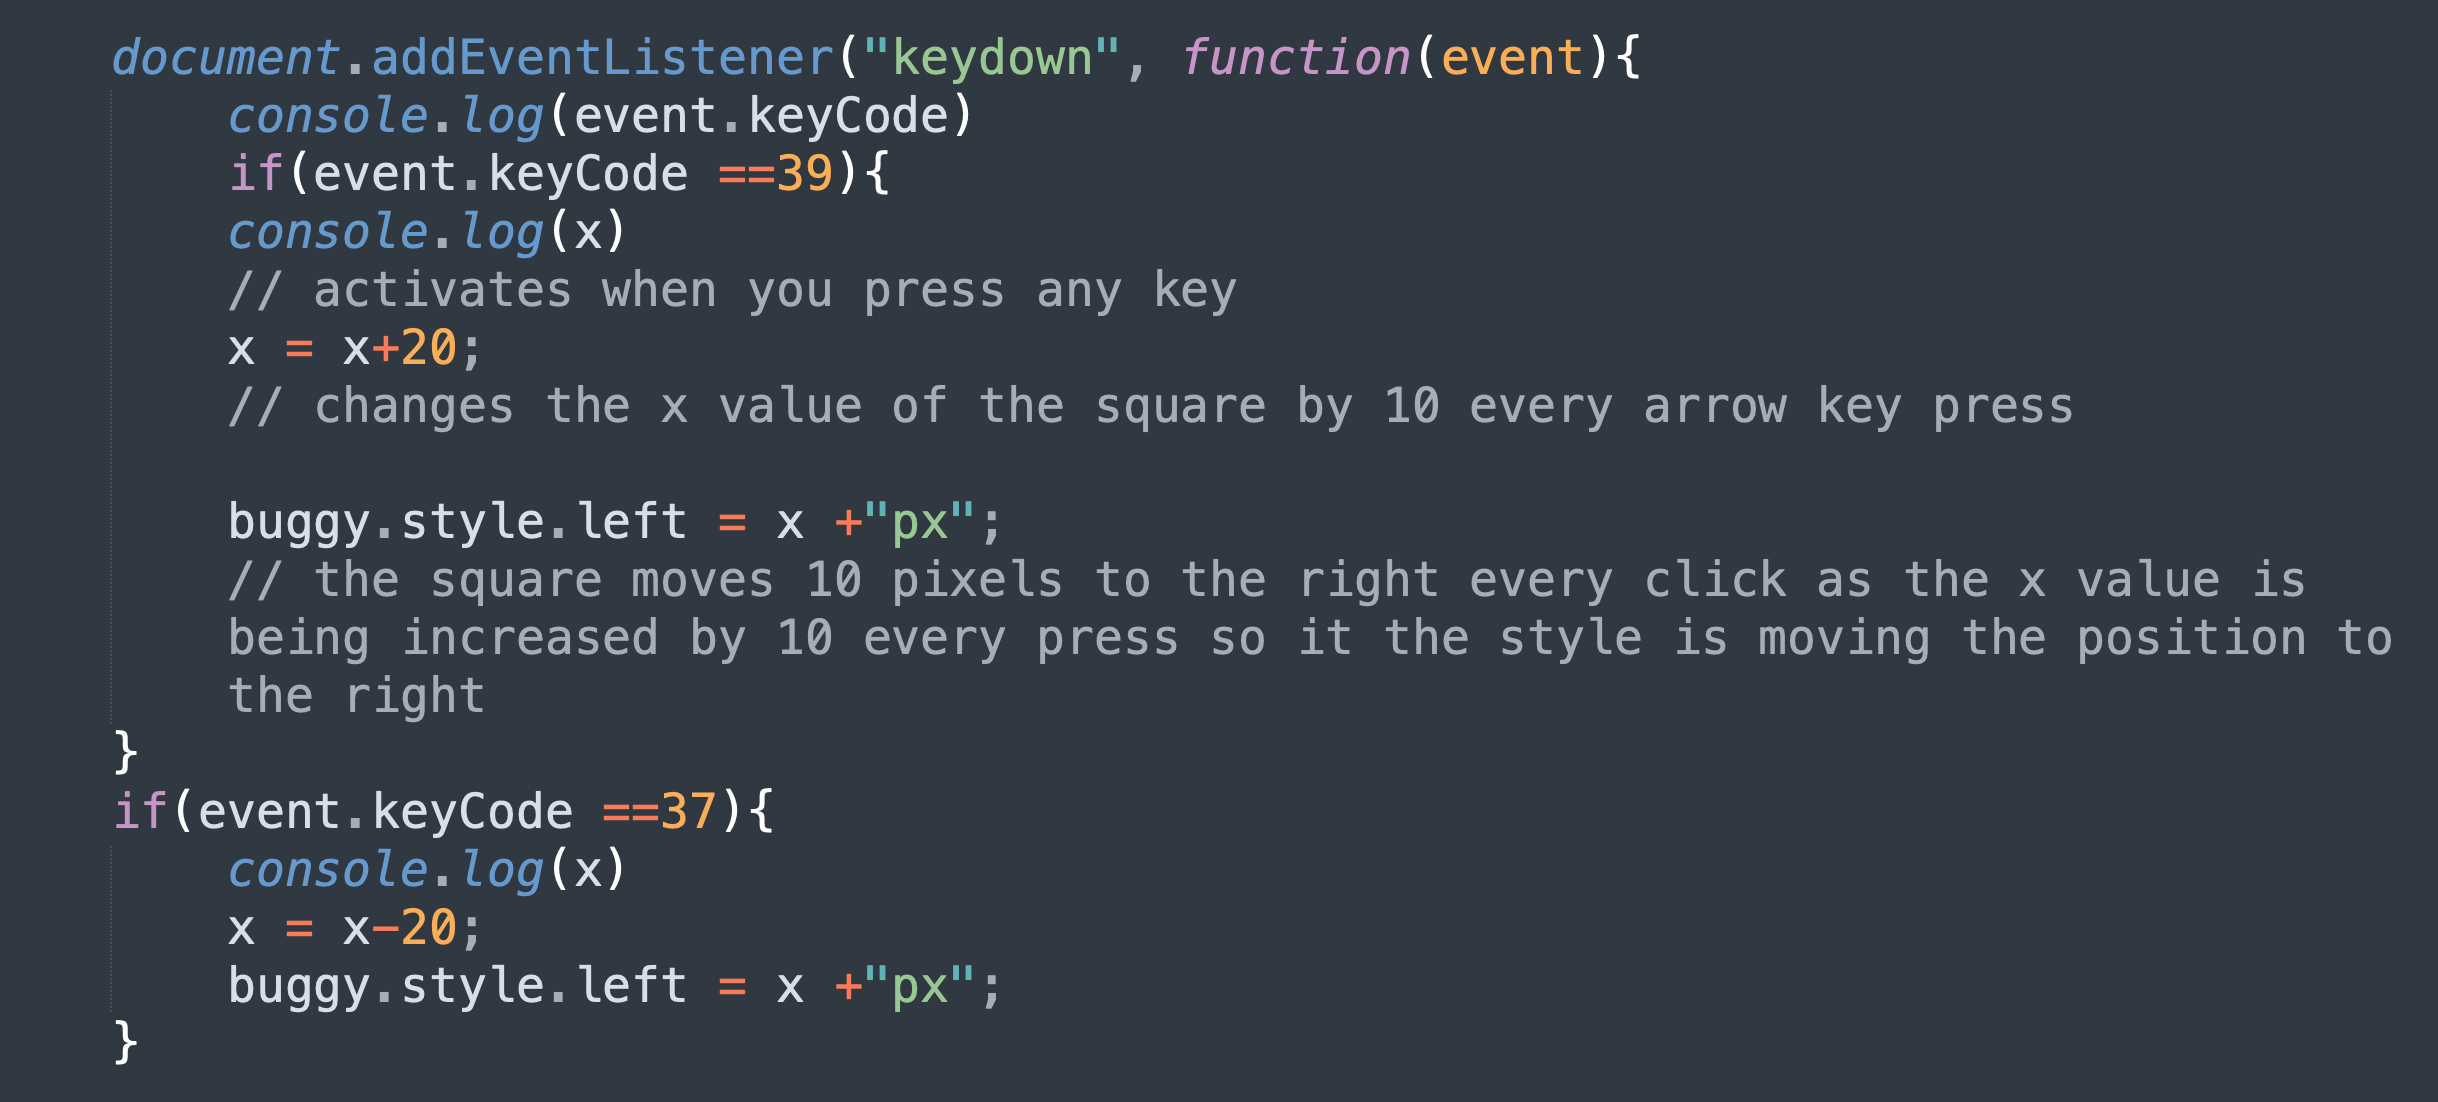 document.addEventListener("keydown", function(event){
    console.log(event.keyCode)
    if(event.keyCode ==39){
    console.log(x)
    // activates when you press any key
    x = x+20;
    // changes the x value of the square by 10 every arrow key press

    buggy.style.left = x +"px";
    // the square moves 10 pixels to the right every click as the x value is
    being increased by 10 every press so it the style is moving the position to
    the right
}
if(event.keyCode ==37){
    console.log(x)
    x = x-20;
    buggy.style.left = x +"px";
}